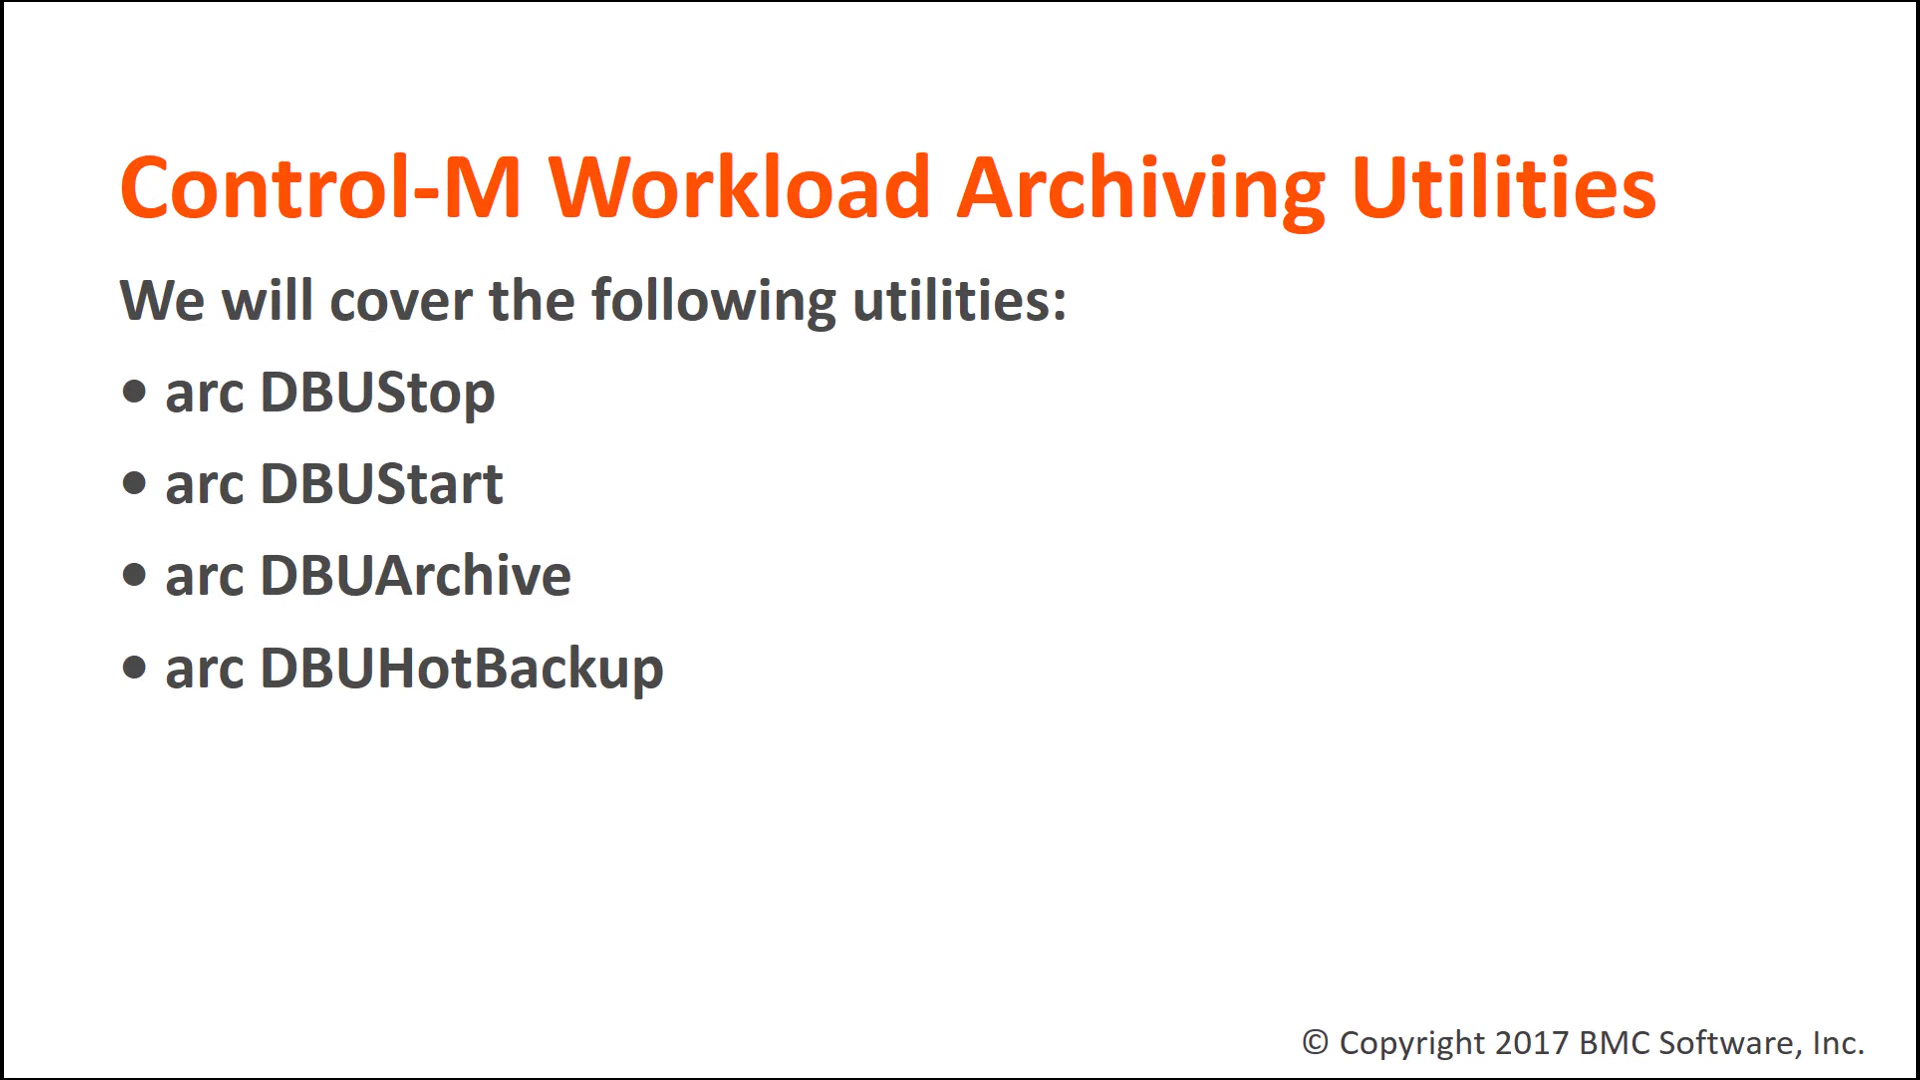 Control-M Workload Archiving Utilities
We will cover the following utilities:
• arc DBUStop
• arc DBUStart
• arc DBUArchive
• arc DBUHotBackup
© Copyright 2017 BMC Software, Inc.